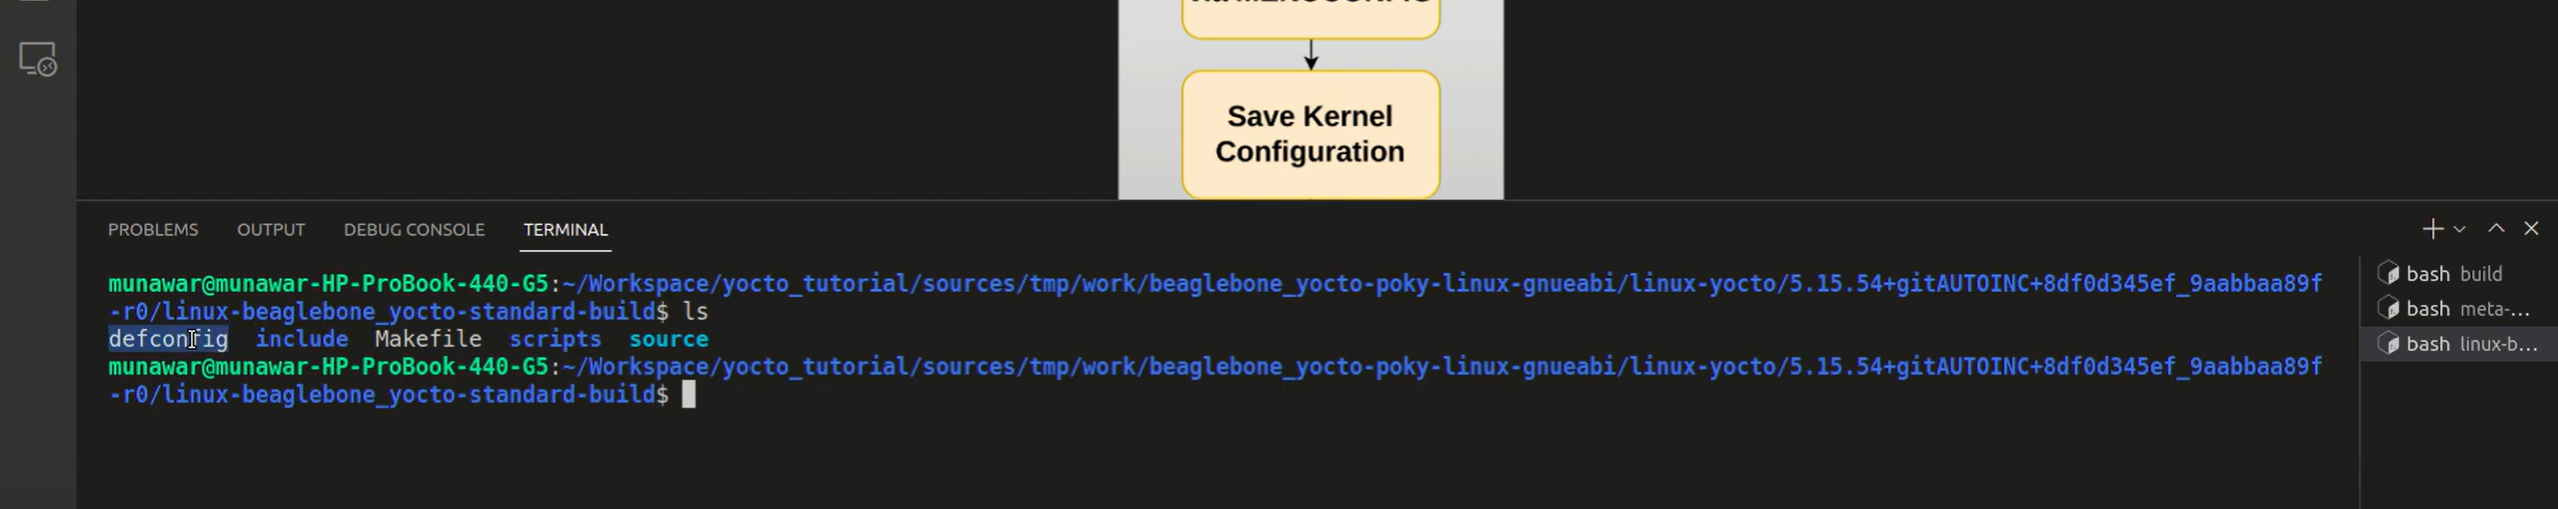 Save Kernel
Configuration
PROBLEMS OUTPUT DEBUG CONSOLE TERMINAL
munawar@munawar-HP-ProBook-440-G5:~/Workspace/yocto_tutorial/sources/tmp/work/beaglebone_yocto-poky-linux-gnueabi/linux-yocto/5.15.54+gitAUTOINC+8df0d345ef_9aabbaa89f
-r0/linux-beaglebone_yocto-standard-build$ ls
defconfig include Makefile scripts source
munawar@munawar-HP-ProBook-440-G5:~/Workspace/yocto_tutorial/sources/tmp/work/beaglebone_yocto-poky-linux-gnueabi/linux-yocto/5.15.54+gitAUTOINC+8df0d345ef_9aabbaa89f
-r0/linux-beaglebone_yocto-standard-build$
bash build
bash meta-...
bash linux-b...